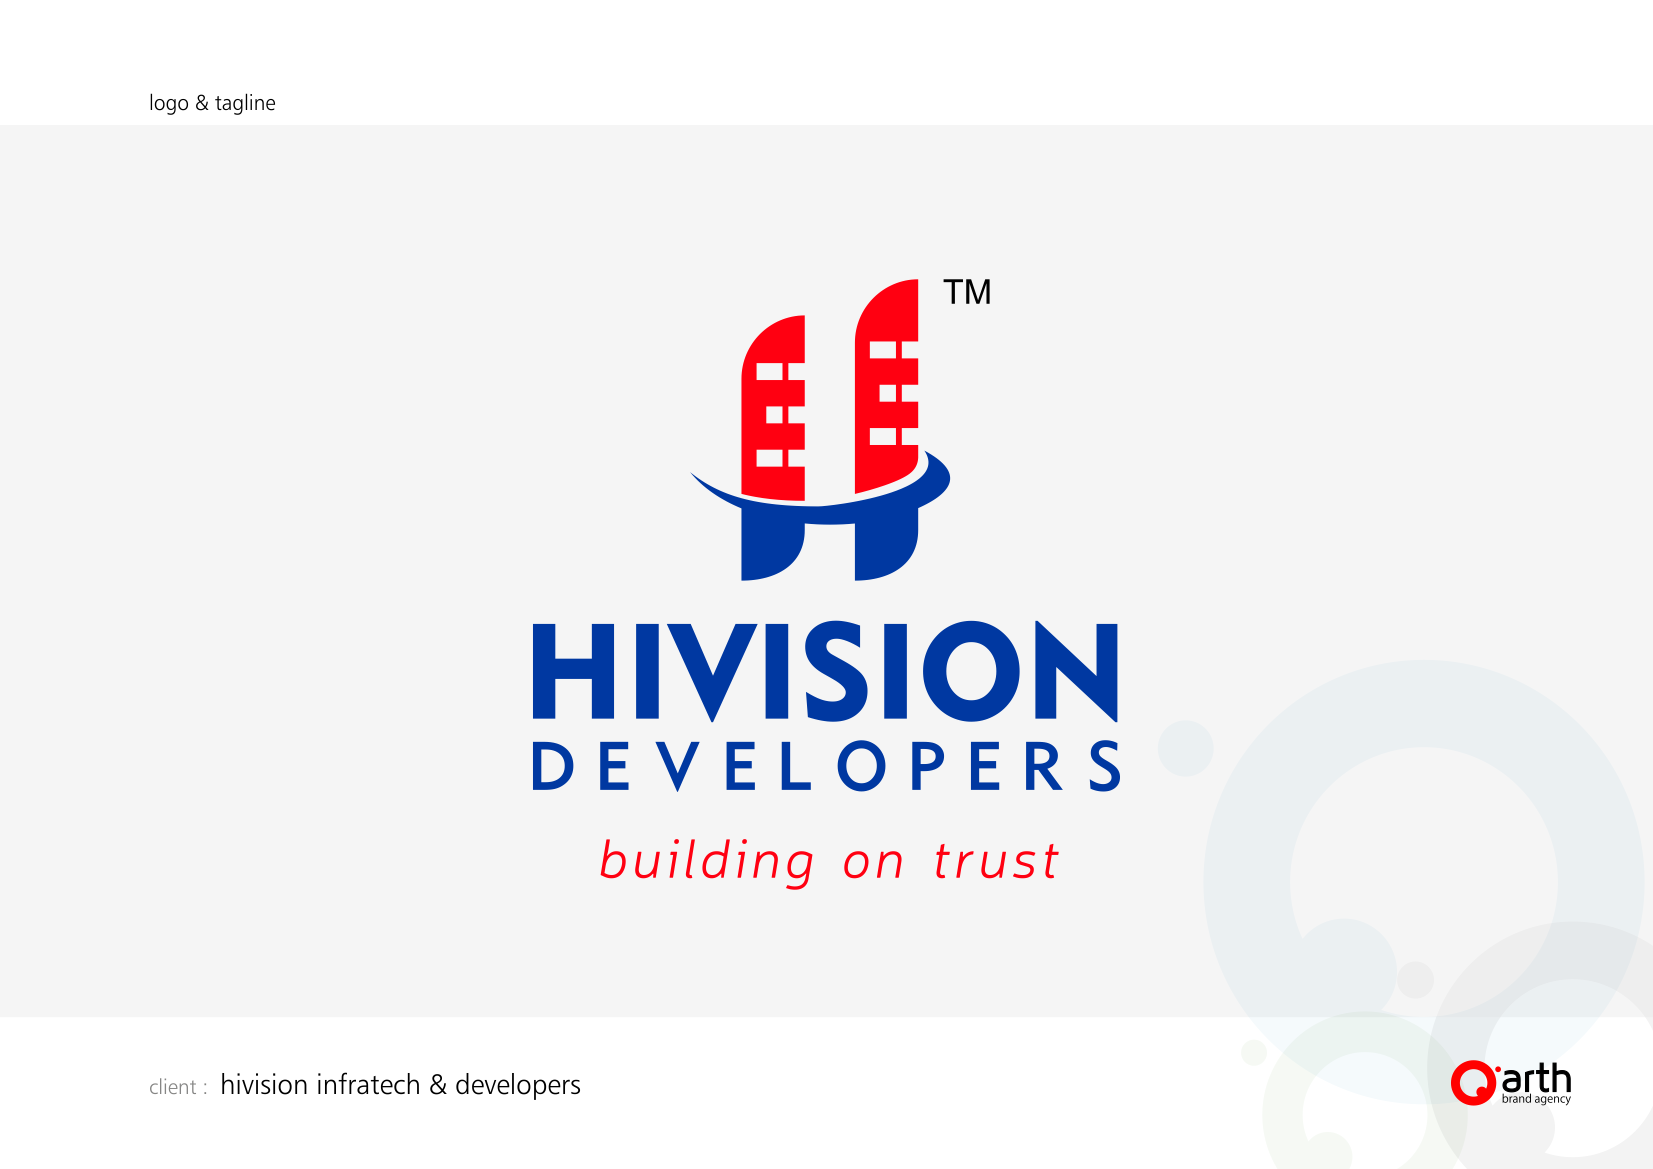 logo & tagline
TM
HIVISION
DEVELOPERS
building on trust
client : hivision infratech & developers
arth
brand agency